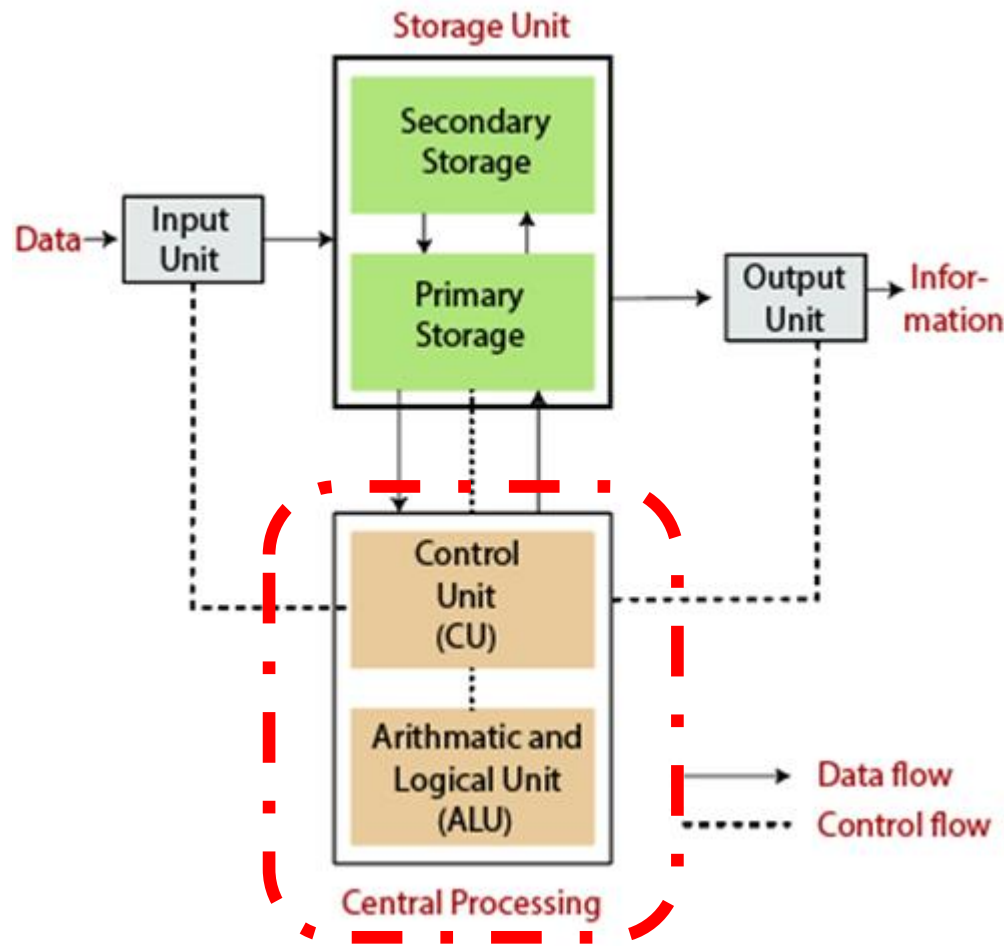 Storage Unit
Secondary
Storage
Data
Input
Unit
Primary
Storage
Output
Unit
Infor-
mation
Control
Unit
(CU)
Arithmatic and
Logical Unit
(ALU)
Data flow
Control flow
Central Processing